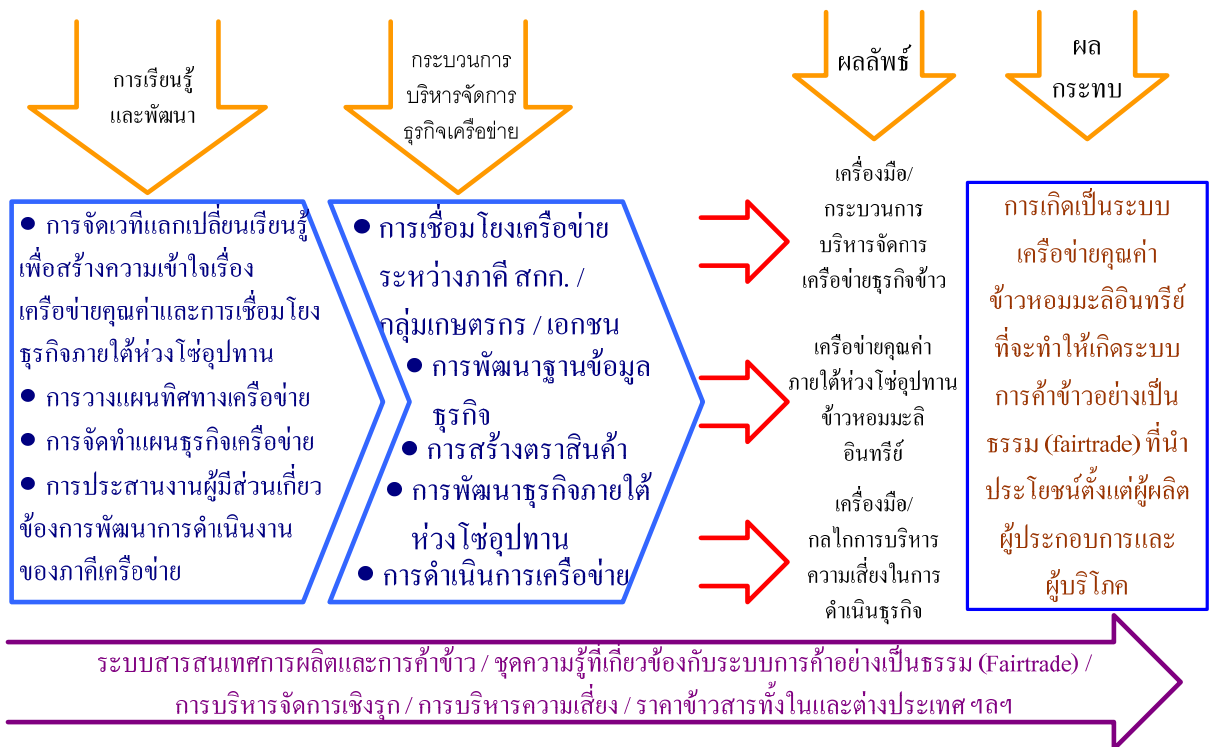 การเรียนรู้
และพัฒนา
กระบวนการ
บริหารจัดการ
ธุรกิจเครือข่าย
ผลลัพธ์
ผล
กระทบ
● การจัดเวทีแลกเปลี่ยนเรียนรู้
เพื่อสร้างความเข้าใจเรื่อง
เครือข่ายคุณค่าและการเชื่อมโยง
ธุรกิจภายใต้ห่วงโซ่อุปทาน
● การวางแผนทิศทางเครือข่าย
● การจัดทำแผนธุรกิจเครือข่าย
● การประสานงานผู้มีส่วนเกี่ยว
ข้องการพัฒนาการดำเนินงาน
ของภาคีเครือข่าย
● การเชื่อมโยงเครือข่าย
ระหว่างภาคี สกก. /
กลุ่มเกษตรกร / เอกชน
● การพัฒนาฐานข้อมูล
ธุรกิจ
● การสร้างตราสินค้า
● การพัฒนาธุรกิจภายใต้
ห่วงโซ่อุปทาน
● การดำเนินการเครือข่าย
เครื่องมือ/
กระบวนการ
บริหารจัดการ
เครือข่ายธุรกิจข้าว
เครือข่ายคุณค่า
ภายใต้ห่วงโซ่อุปทาน
ข้าวหอมมะลิ
อินทรีย์
เครื่องมือ/
กลไกการบริหาร
ความเสี่ยงในการ
ดำเนินธุรกิจ
การเกิดเป็นระบบ
เครือข่ายคุณค่า
ข้าวหอมมะลิอินทรีย์
ที่จะทำให้เกิดระบบ
การค้าข้าวอย่างเป็น
ธรรม (fairtrade) ที่นำ
ประโยชน์ตั้งแต่ผู้ผลิต
ผู้ประกอบการและ
ผู้บริโภค
ระบบสารสนเทศการผลิตและการค้าข้าว / ชุดความรู้ที่เกี่ยวข้องกับระบบการค้าอย่างเป็นธรรม (Fairtrade) /
การบริหารจัดการเชิงรุก / การบริหารความเสี่ยง / ราคาข้าวสารทั้งในและต่างประเทศ ฯลฯ